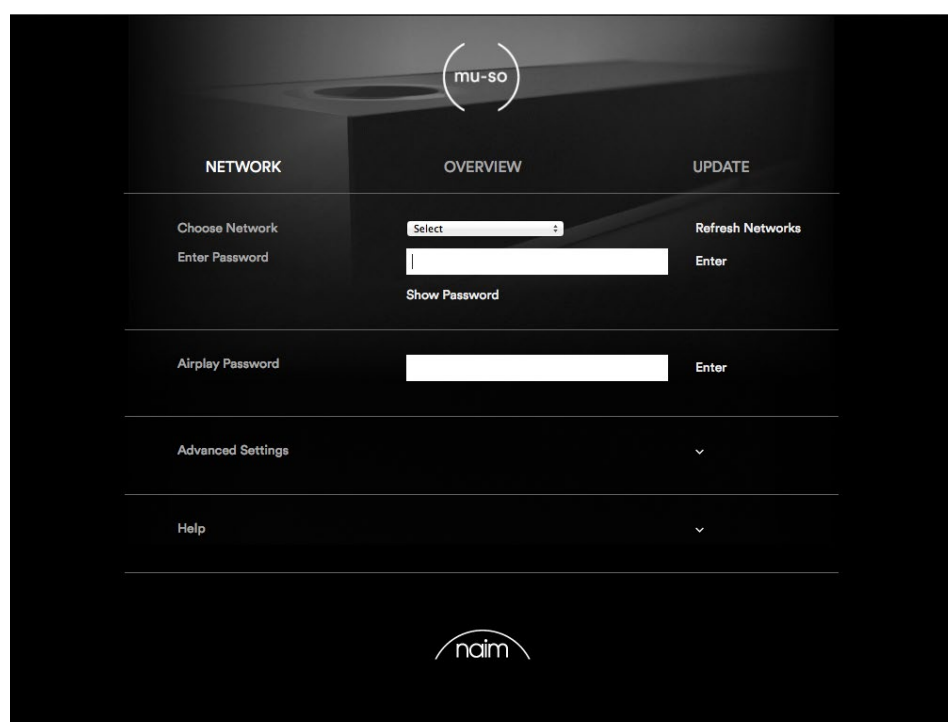 mu-so
NETWORK OVERVIEW UPDATE
Choose Network Select Refresh Networks
Enter Password Enter
Show Password
Airplay Password Enter
Advanced Settings
Help
naim